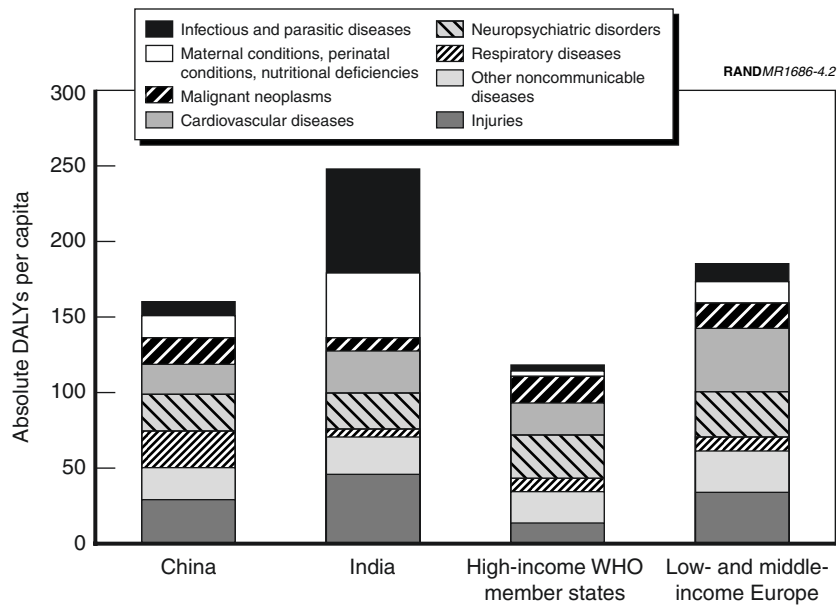 Infectious and parasitic diseases
Maternal conditions, perinatal
conditions, nutritional deficiencies
Malignant neoplasms
Cardiovascular diseases
Neuropsychiatric disorders
Respiratory diseases
Other noncommunicable
diseases
Injuries
RANDMR1686-4.2
Absolute DALYs per capita
300
250
200
150
100
50
0
China
India
High-income WHO
member states
Low- and middle-
income Europe